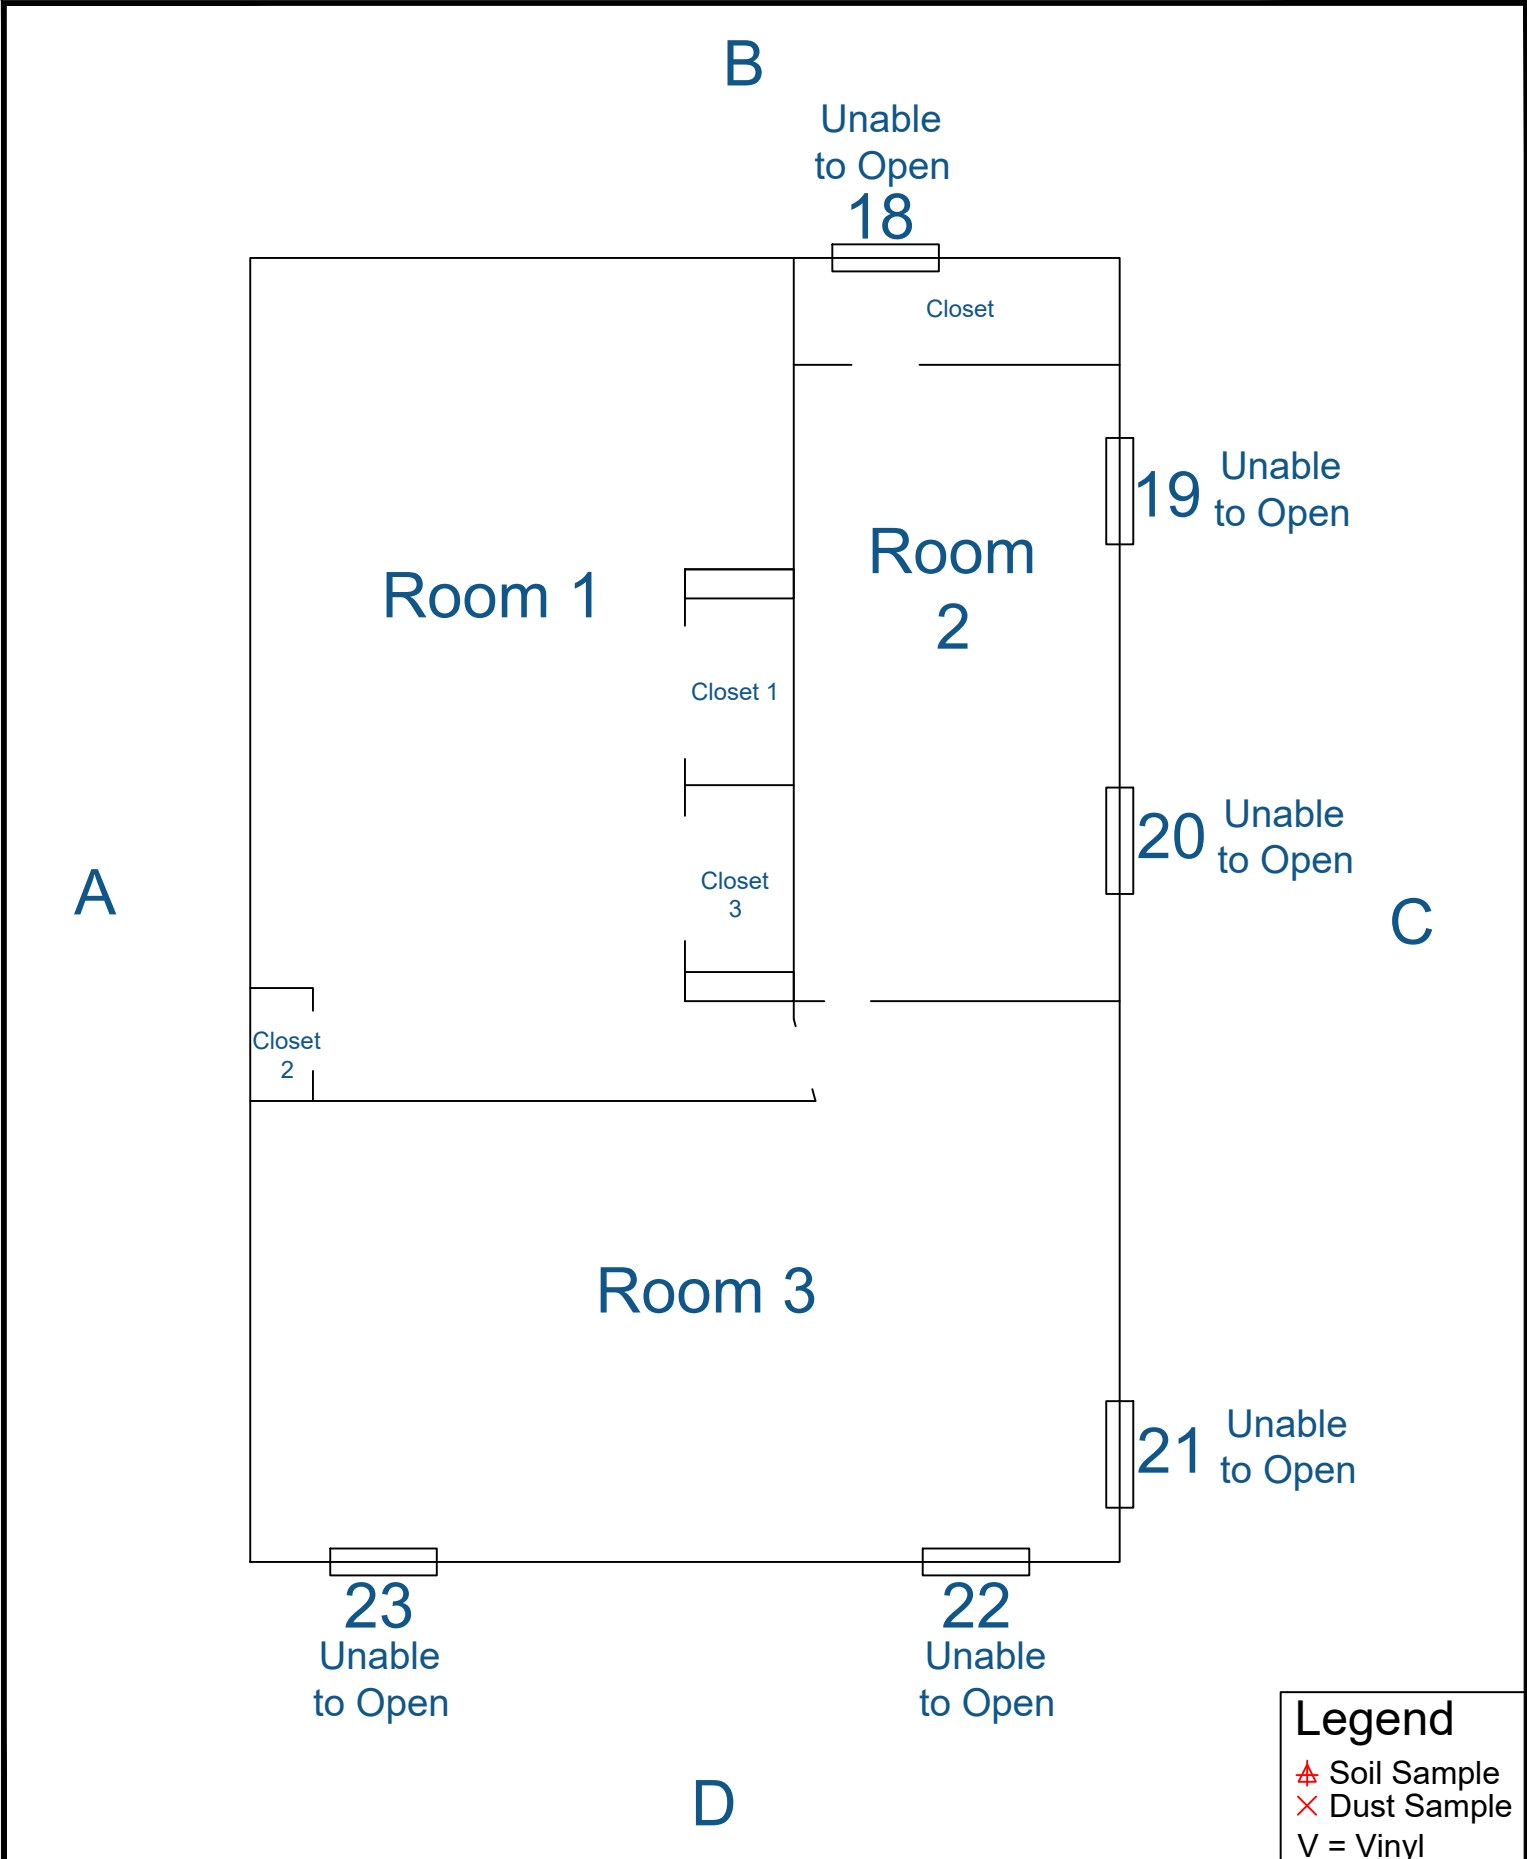 B
Unable
to Open
18
Closet
19
Unable
to Open
Room 1
Room
2
Closet 1
20
Unable
to Open
A
Closet
3
C
Closet
2
Room 3
21
Unable
to Open
23
Unable
to Open
22
Unable
to Open
D
Legend
Soil Sample
Dust Sample
V = Vinyl